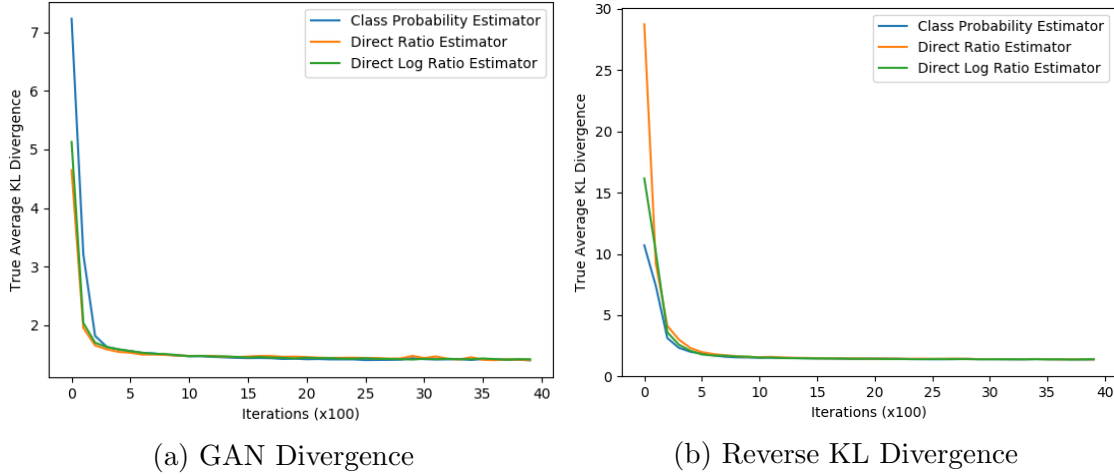 7
6
5
4
3
2
True Average KL Divergence
Class Probability Estimator
Direct Ratio Estimator
Direct Log Ratio Estimator
0 5 10 15 20 25 30 35 40
Iterations (x100)
(a) GAN Divergence
30
25
20
15
10
5
0
True Average KL Divergence
Class Probability Estimator
Direct Ratio Estimator
Direct Log Ratio Estimator
0 5 10 15 20 25 30 35 40
Iterations (x100)
(b) Reverse KL Divergence